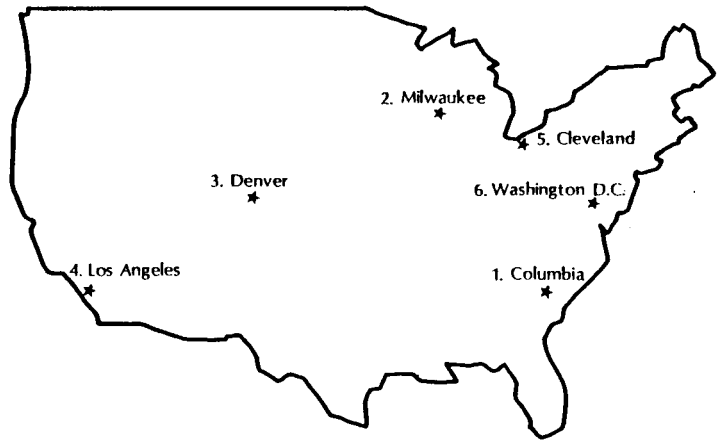 2. Milwaukee
5. Cleveland
3. Denver
6. Washington D.C.
4. Los Angeles
1. Columbia